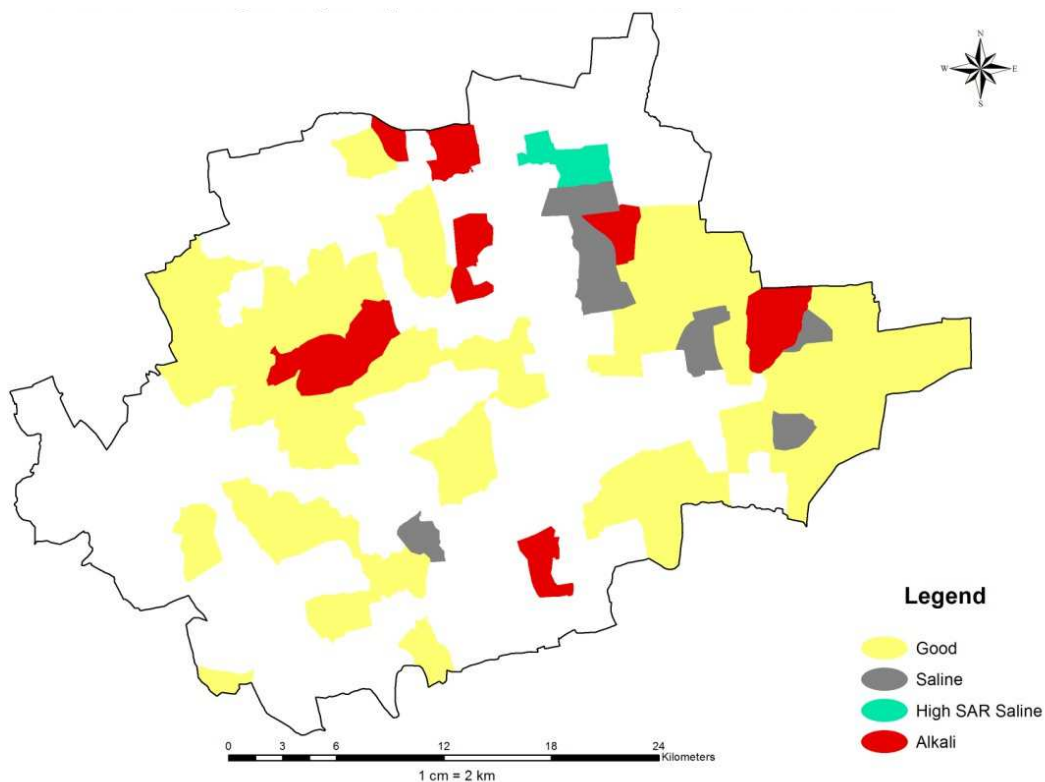 N
W E
S
Legend
Good
Saline
High SAR Saline
Alkali
0 3 6 12 18 24
Kilometers
1 cm = 2 km